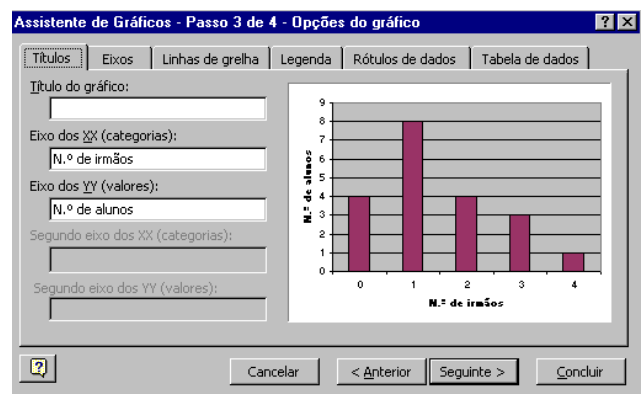 Assistente de Gráficos - Passo 3 de 4 - Opções do gráfico
Títulos Eixos Linhas de grelha Legenda Rótulos de dados Tabela de dados
Título do gráfico:
Eixo dos XX (categorias):
N.º de irmãos
Eixo dos YY (valores):
N.º de alunos
Segundo eixo dos XX (categorias):
Segundo eixo dos YY (valores):
9
8
7
6
5
4
3
2
1
0
N.º de alunos
0 1 2 3 4
N.º de irmãos
Cancelar < Anterior Seguinte > Concluir